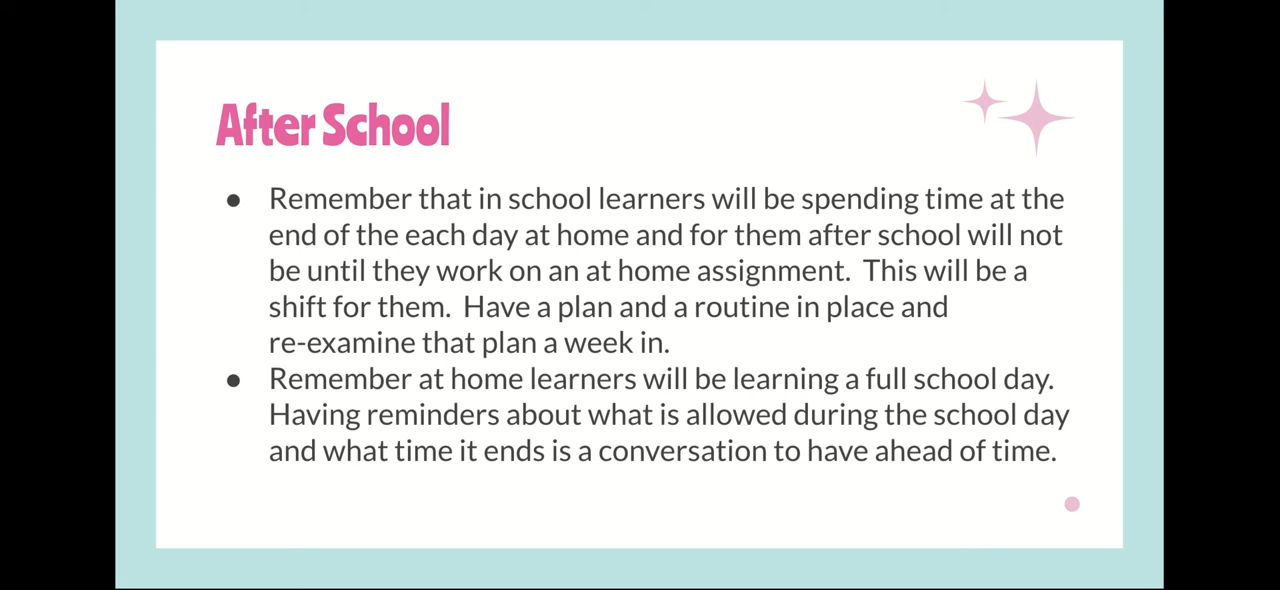 After School
● Remember that in school learners will be spending time at the
end of the each day at home and for them after school will not
be until they work on an at home assignment.  This will be a
shift for them.  Have a plan and a routine in place and
re-examine that plan a week in.
● Remember at home learners will be learning a full school day.
Having reminders about what is allowed during the school day
and what time it ends is a conversation to have ahead of time.